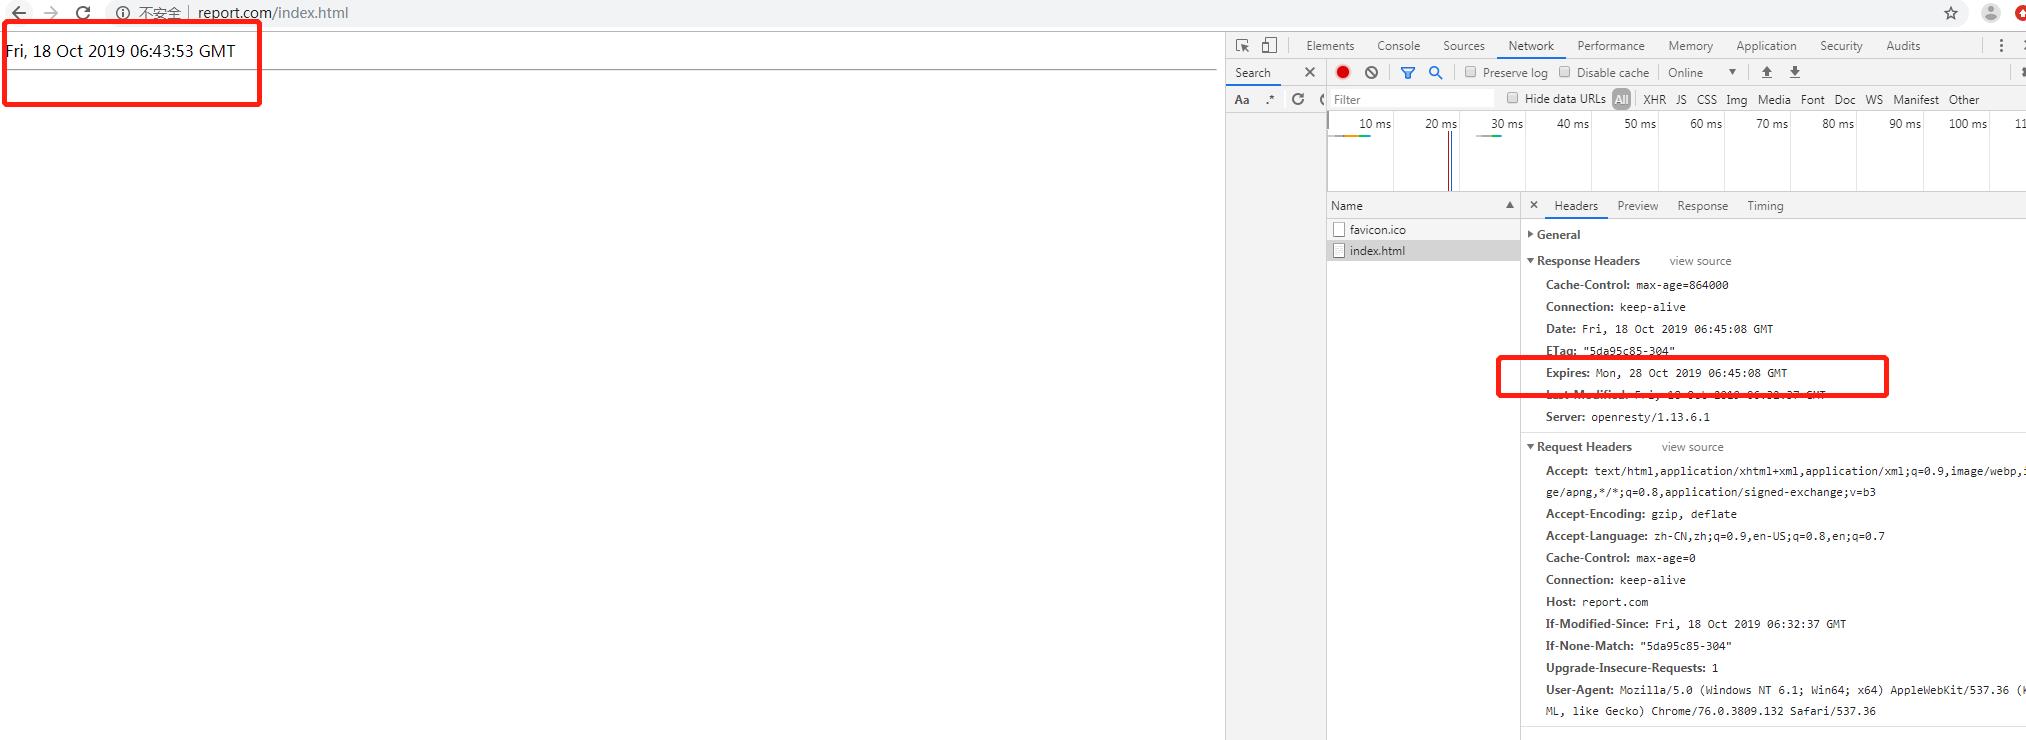 不安全 report.com/index.html
Fri, 18 Oct 2019 06:43:53 GMT
Elements Console Sources Network Performance Memory Application Security Audits
Search Preserve log Disable cache Online
Aa .* Filter Hide data URLs All XHR JS CSS Img Media Font Doc WS Manifest Other
10 ms 20 ms 30 ms 40 ms 50 ms 60 ms 70 ms 80 ms 90 ms 100 ms 11
Name Headers Preview Response Timing
favicon.ico
index.html
General
Response Headers view source
Cache-Control: max-age=864000
Connection: keep-alive
Date: Fri, 18 Oct 2019 06:45:08 GMT
ETag: "5da95c85-304"
Expires: Mon, 28 Oct 2019 06:45:08 GMT
Last-Modified: Fri, 18 Oct 2019 06:32:37 GMT
Server: openresty/1.13.6.1
Request Headers view source
Accept: text/html,application/xhtml+xml,application/xml;q=0.9,image/webp,i
ge/apng,*/*;q=0.8,application/signed-exchange;v=b3
Accept-Encoding: gzip, deflate
Accept-Language: zh-CN,zh;q=0.9,en-US;q=0.8,en;q=0.7
Cache-Control: max-age=0
Connection: keep-alive
Host: report.com
If-Modified-Since: Fri, 18 Oct 2019 06:32:37 GMT
If-None-Match: "5da95c85-304"
Upgrade-Insecure-Requests: 1
User-Agent: Mozilla/5.0 (Windows NT 6.1; Win64; x64) AppleWebKit/537.36 (K
ML, like Gecko) Chrome/76.0.3809.132 Safari/537.36